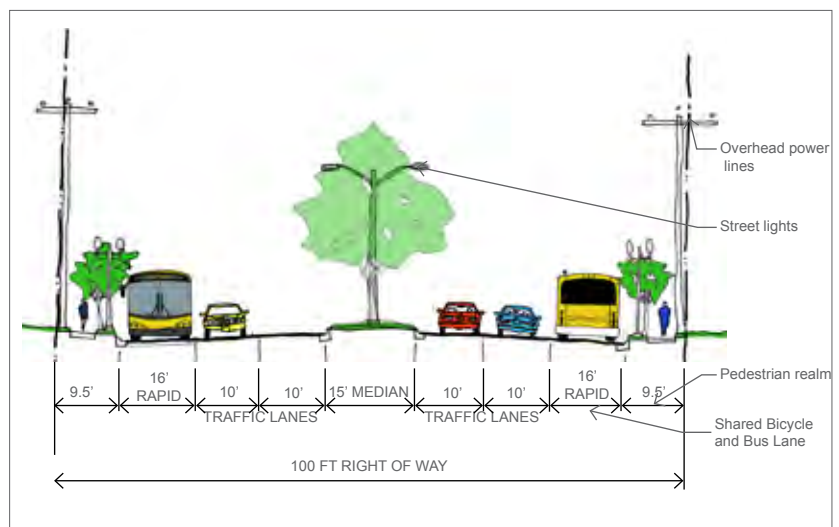 Overhead power
lines
Street lights
Pedestrian realm
9.5’
16’
RAPID
10’
10’
15’ MEDIAN
10’
10’
16’
RAPID
9.5’
TRAFFIC LANES
TRAFFIC LANES
Shared Bicycle
and Bus Lane
100 FT RIGHT OF WAY